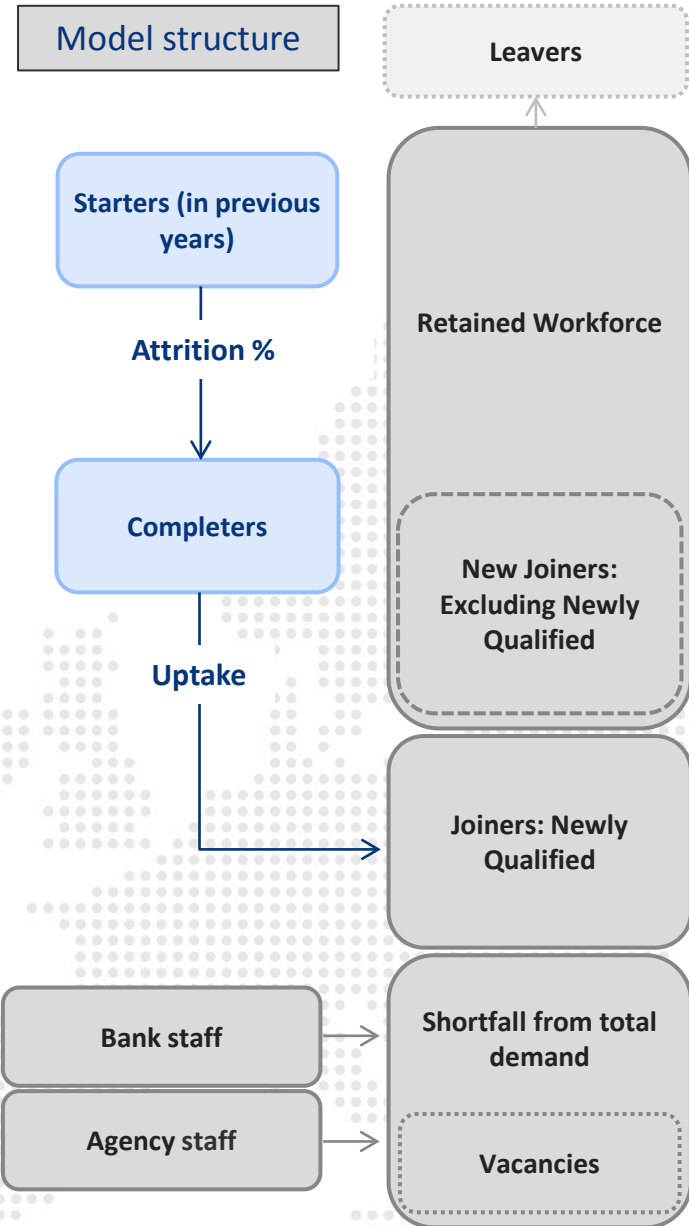 Model structure
Leavers
Starters (in previous
years)
Attrition %
Retained Workforce
Completers
New Joiners:
Excluding Newly
Qualified
Uptake
Joiners: Newly
Qualified
Bank staff
Shortfall from total
demand
Agency staff
Vacancies